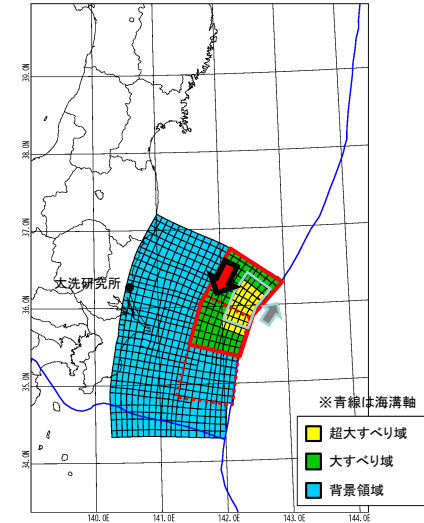 39.0N
38.0N
37.0N
大洗研究所
36.0N
35.0N
34.0N
※青線は海溝軸
超大すべり域
大すべり域
背景領域
140.0E
141.0E
142.0E
143.0E
144.0E